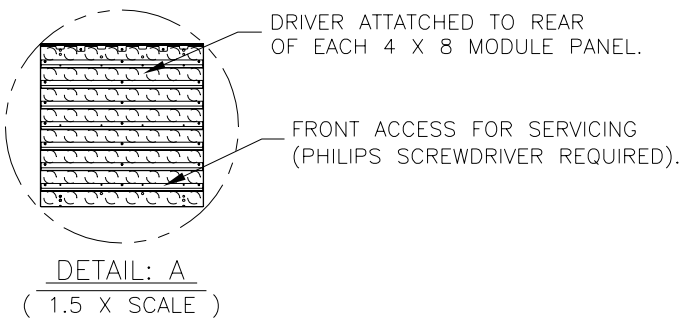 DRIVER ATTATCHED TO REAR
OF EACH 4 X 8 MODULE PANEL.
FRONT ACCESS FOR SERVICING
(PHILIPS SCREWDRIVER REQUIRED).
DETAIL: A
( 1.5 X SCALE )